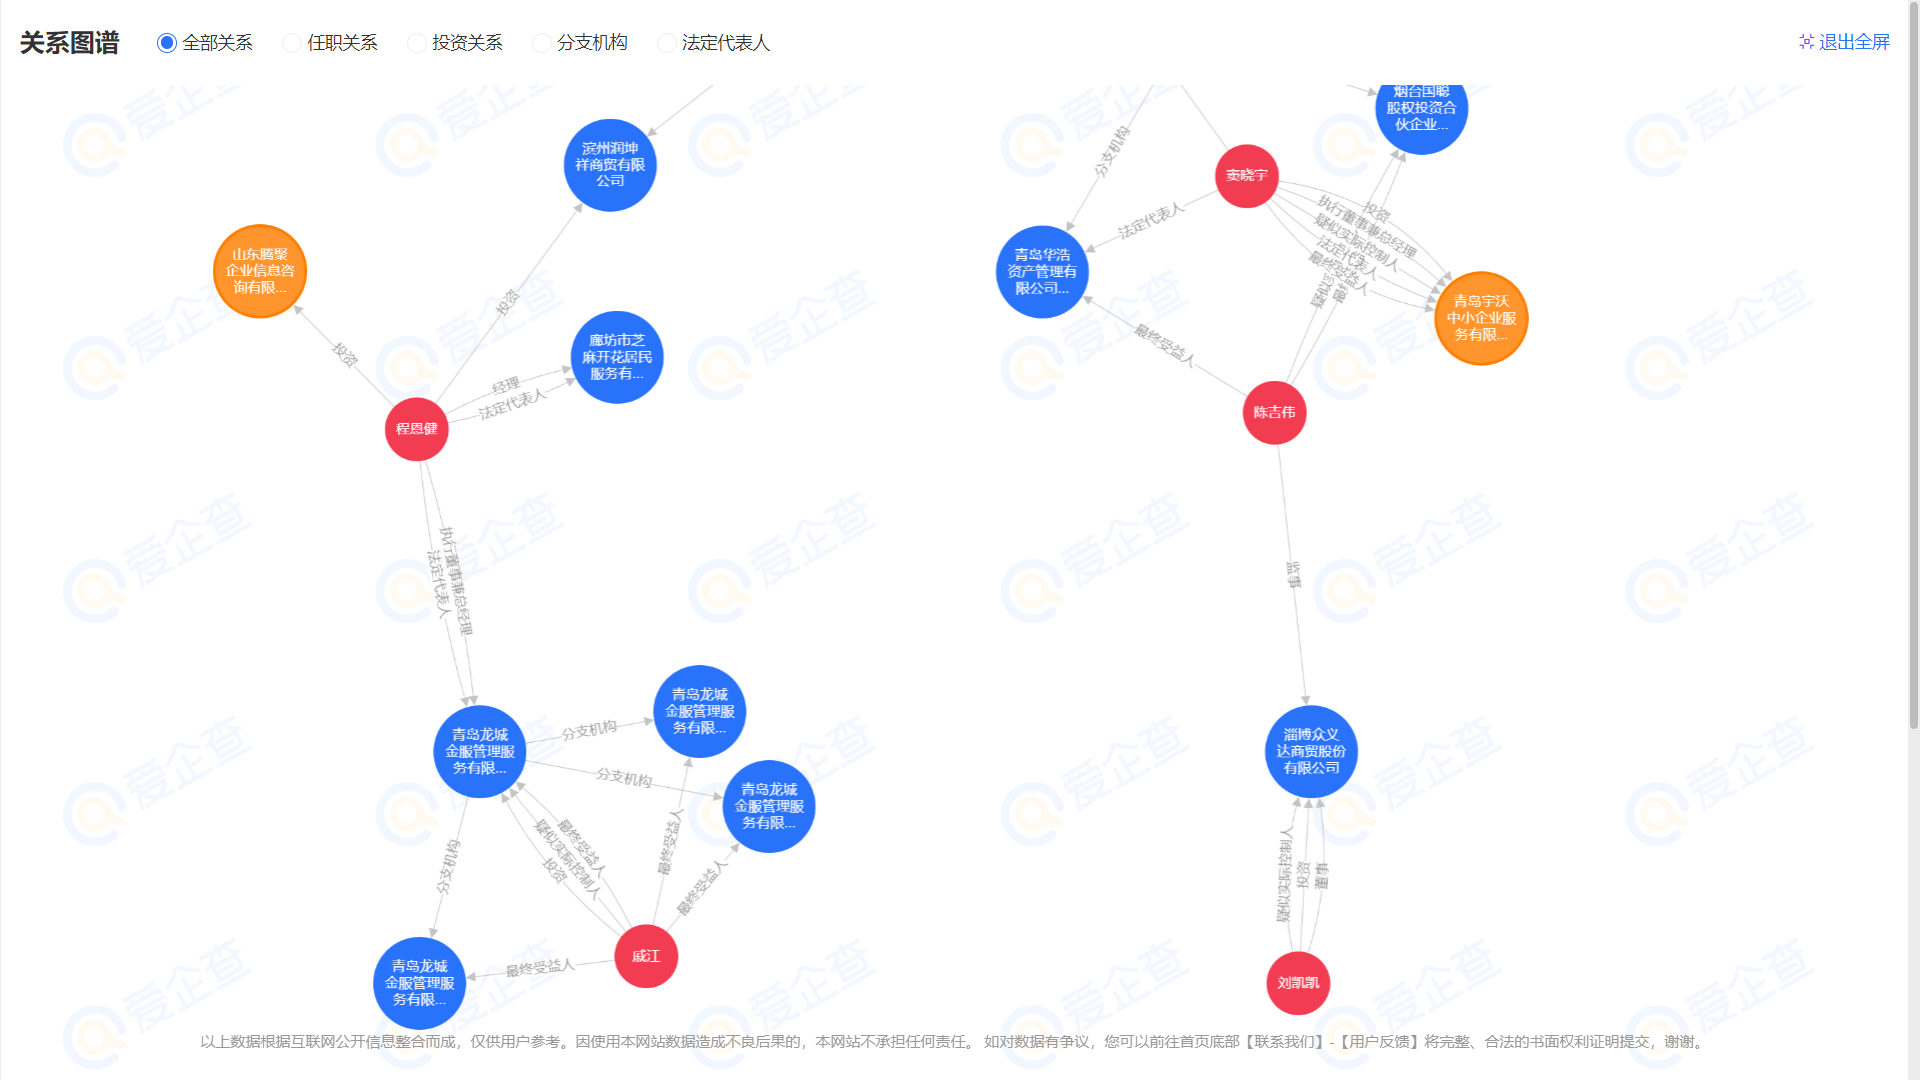 关系图谱
全部关系
任职关系
投资关系
分支机构
法定代表人
退出全屏
烟台国聪
股权投资合
伙企业...
滨州润坤
祥商贸有限
公司
分支机构
窦晓宇
法定代表人
投资
执行董事兼总经理
疑似实际控制人
法定代表人
最终受益人
山东腾聚
企业信息咨
询有限...
青岛华浩
资产管理有
限公司...
投资
青岛宇沃
中小企业服
务有限...
廊坊市芝
麻开花居民
服务有...
投资
最终受益人
经理
法定代表人
程恩健
陈吉伟
执行董事兼总经理
法定代表人
监事
青岛龙城
金服管理服
务有限...
分支机构
青岛龙城
金服管理服
务有限...
淄博众义
达商贸股份
有限公司
分支机构
青岛龙城
金服管理服
务有限...
最终受益人
疑似实际控制人
投资
最终受益人
最终受益人
分支机构
疑似实际控制人
投资
董事
戚江
最终受益人
青岛龙城
金服管理服
务有限...
刘凯凯
以上数据根据互联网公开信息整合而成，仅供用户参考。因使用本网站数据造成不良后果的，本网站不承担任何责任。 如对数据有争议，您可以前往首页底部【联系我们】-【用户反馈】将完整、合法的书面权利证明提交，谢谢。
爱企查